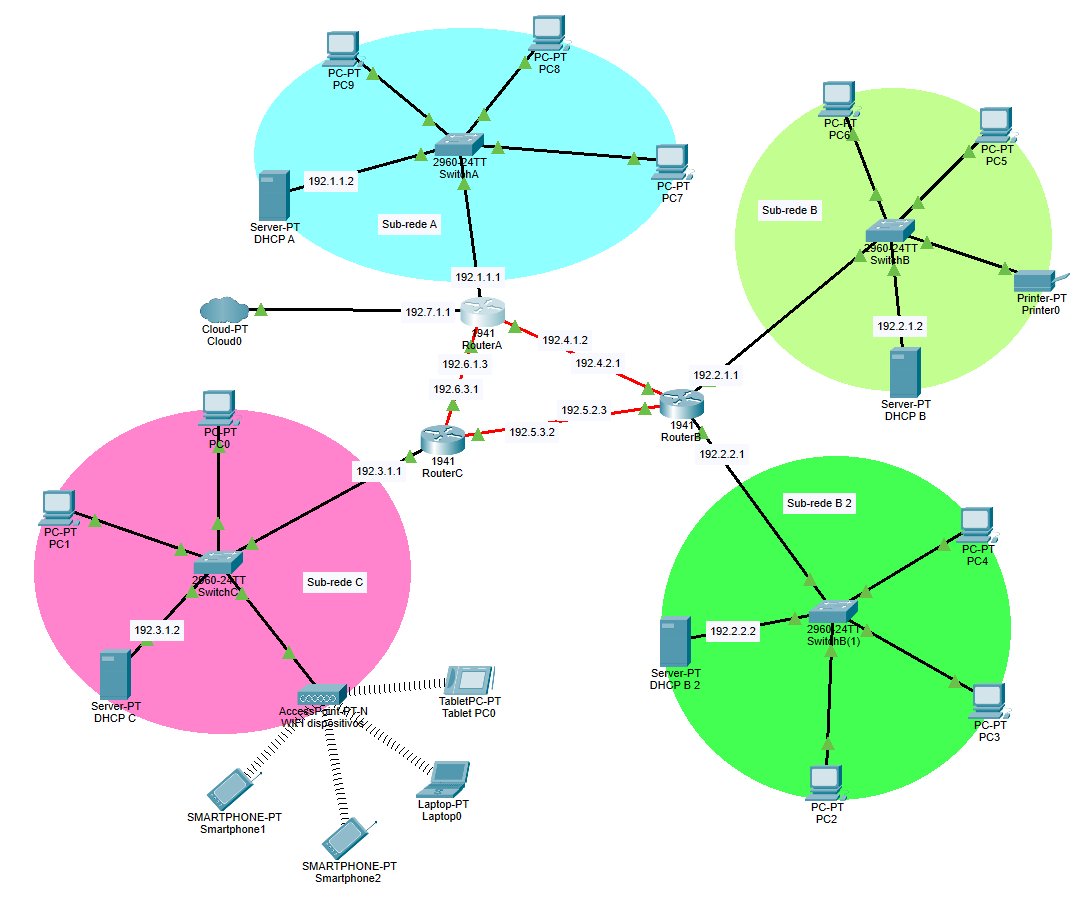 PC-PT
PC9
PC-PT
PC8
2960-24TT
SwitchA
PC-PT
PC7
192.1.1.2
Server-PT
DHCP A
Sub-rede A
192.1.1.1
Cloud-PT
Cloud0
192.7.1.1
1941
RouterA
192.4.1.2
192.4.2.1
192.6.1.3
192.6.3.1
192.5.2.3
192.5.3.2
1941
RouterB
1941
RouterC
192.2.1.1
192.2.2.1
192.3.1.1
PC-PT
PC6
PC-PT
PC5
Sub-rede B
2960-24TT
SwitchB
Printer-PT
Printer0
192.2.1.2
Server-PT
DHCP B
PC-PT
PC0
PC-PT
PC1
2960-24TT
SwitchC
Sub-rede C
192.3.1.2
Server-PT
DHCP C
AccessPoint-PT-N
WIFI dispositivos
TabletPC-PT
Tablet PC0
Laptop-PT
Laptop0
SMARTPHONE-PT
Smartphone1
SMARTPHONE-PT
Smartphone2
Sub-rede B 2
PC-PT
PC4
2960-24TT
SwitchB(1)
192.2.2.2
Server-PT
DHCP B 2
PC-PT
PC3
PC-PT
PC2